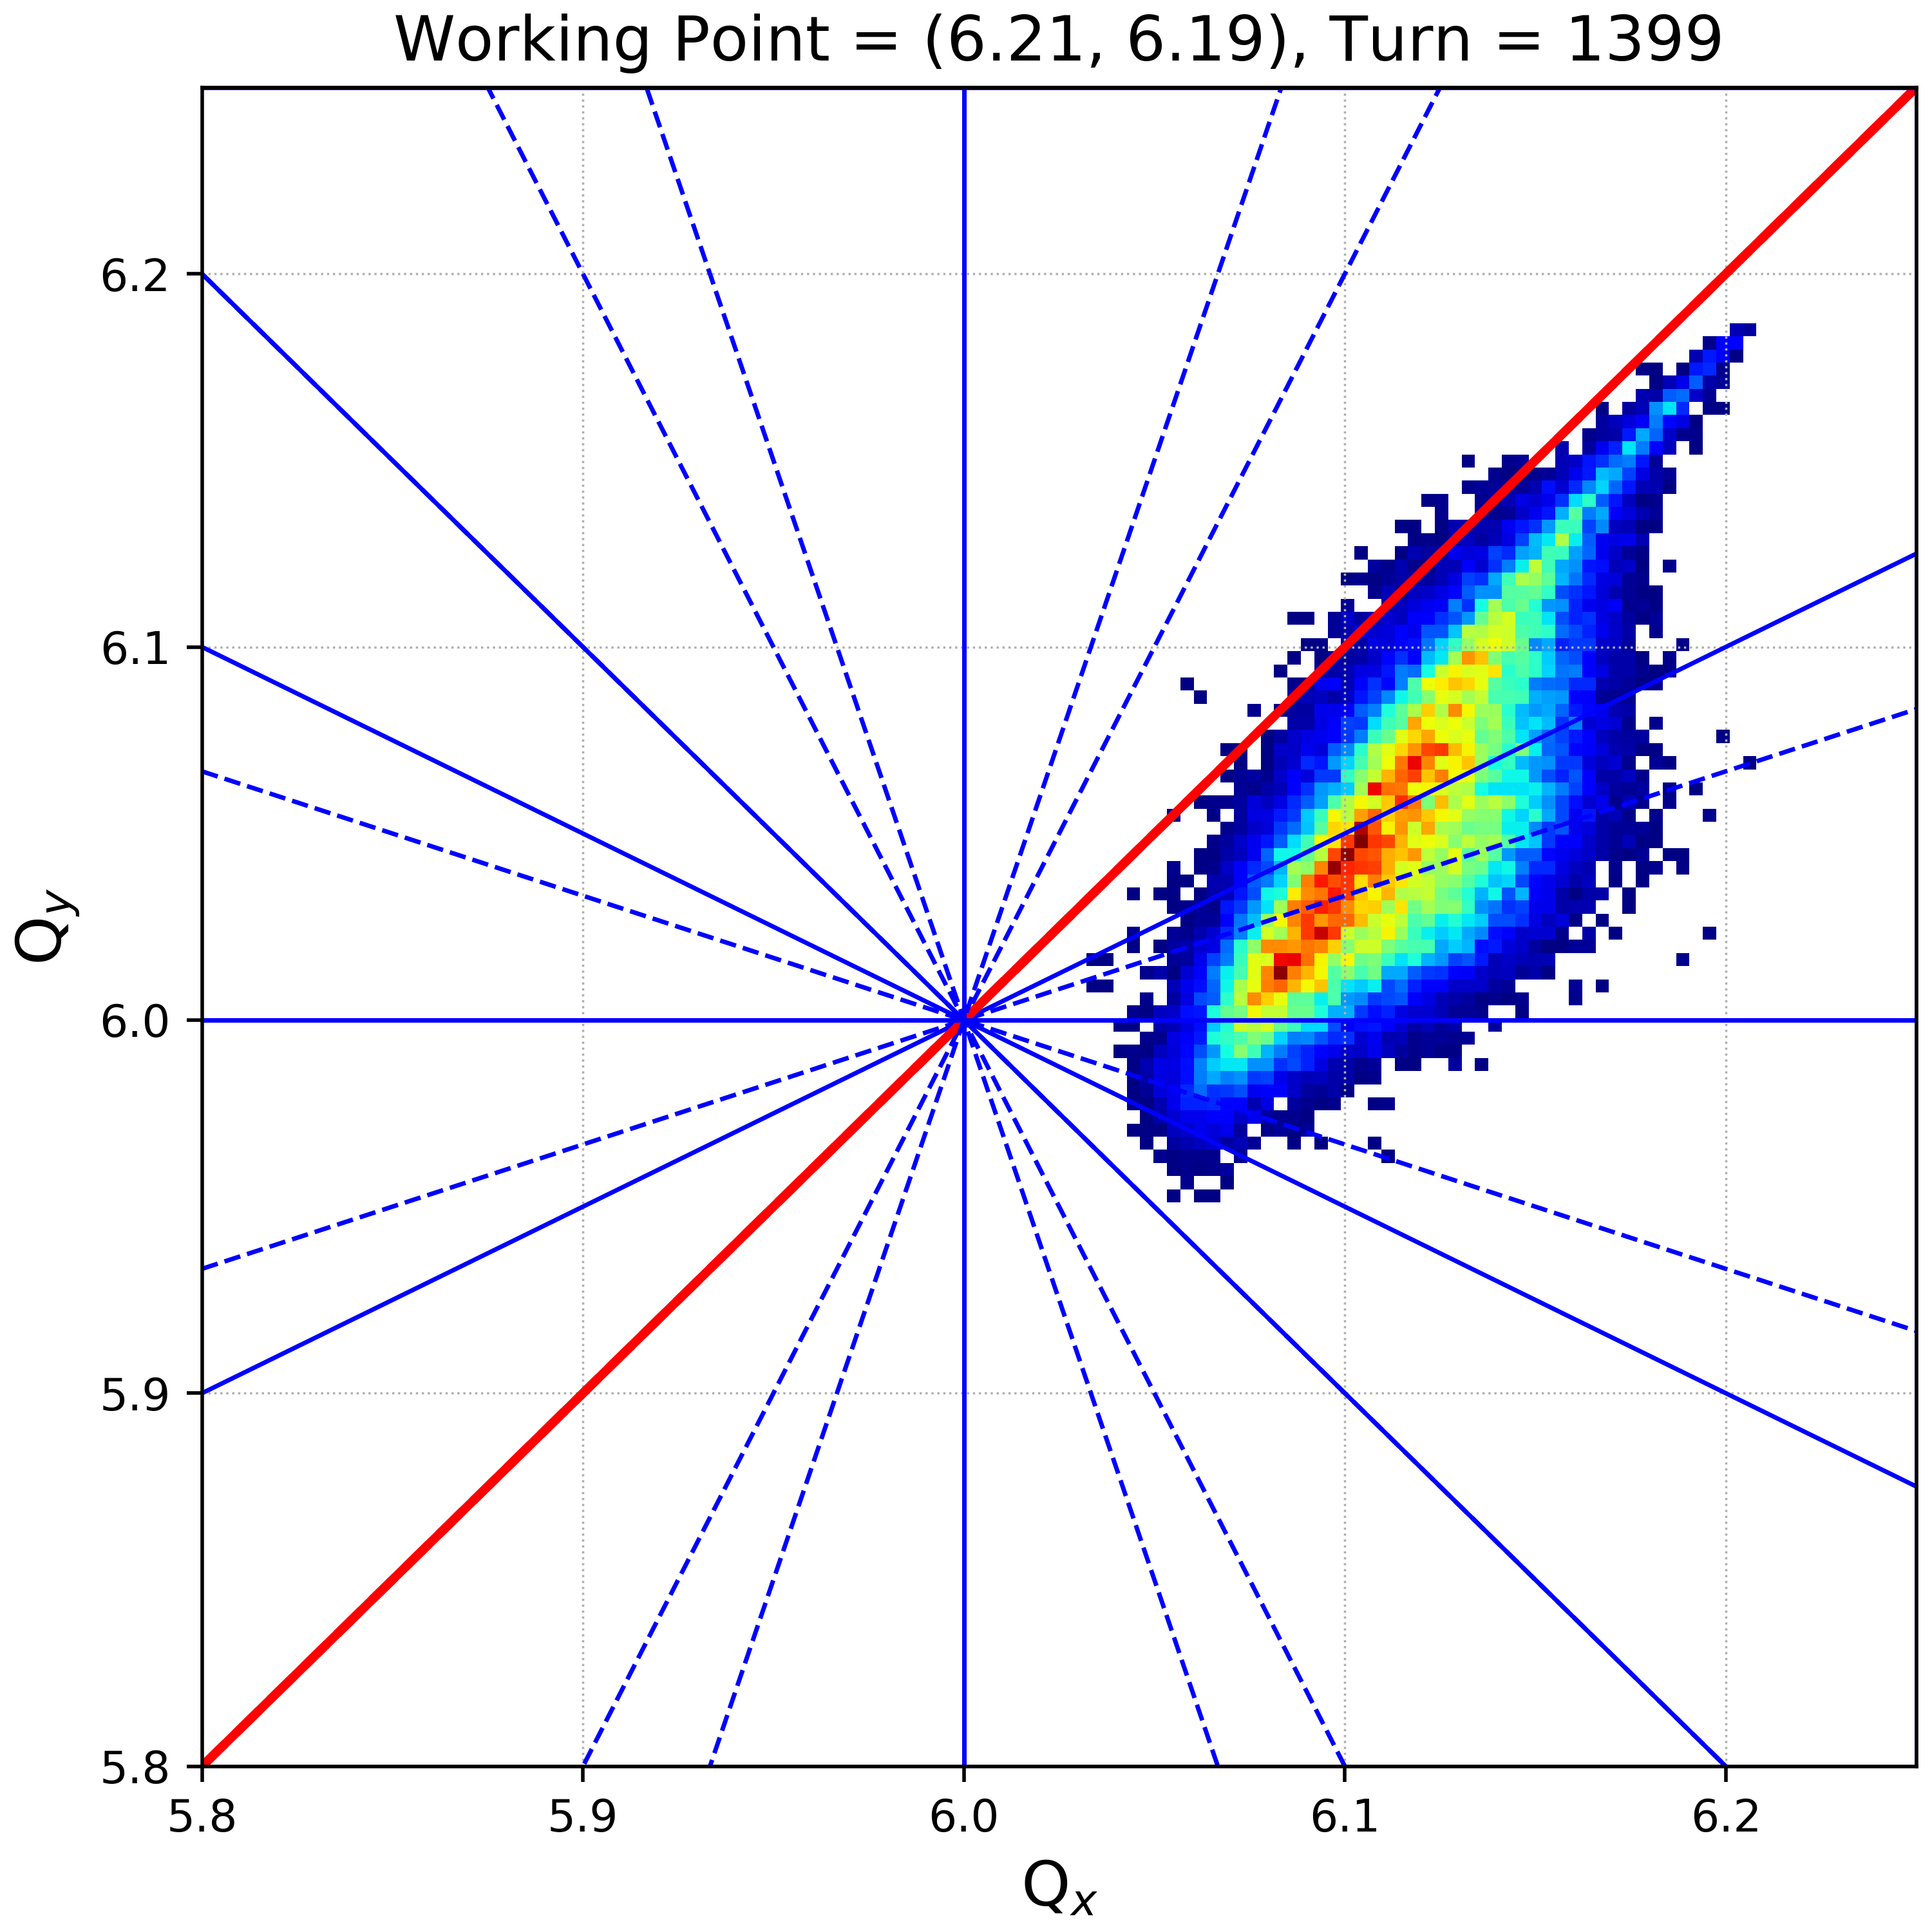 Working Point = (6.21, 6.19), Turn = 1399
6.2
6.1
6.0
5.9
5.8
Qy
5.8 5.9 6.0 6.1 6.2
Qx